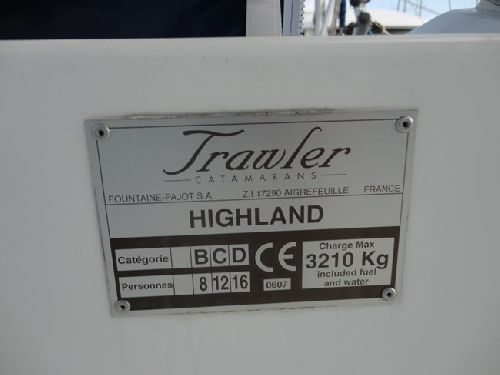 Trawler
CATAMARANS
FOUNTAINE-PAJOT S.A. Z.I 17290 AIGREFEUILLE FRANCE
HIGHLAND
Catégorie B C D CE Charge Max
3210 Kg
Personnes 8 12 16 0607 included fuel
and water